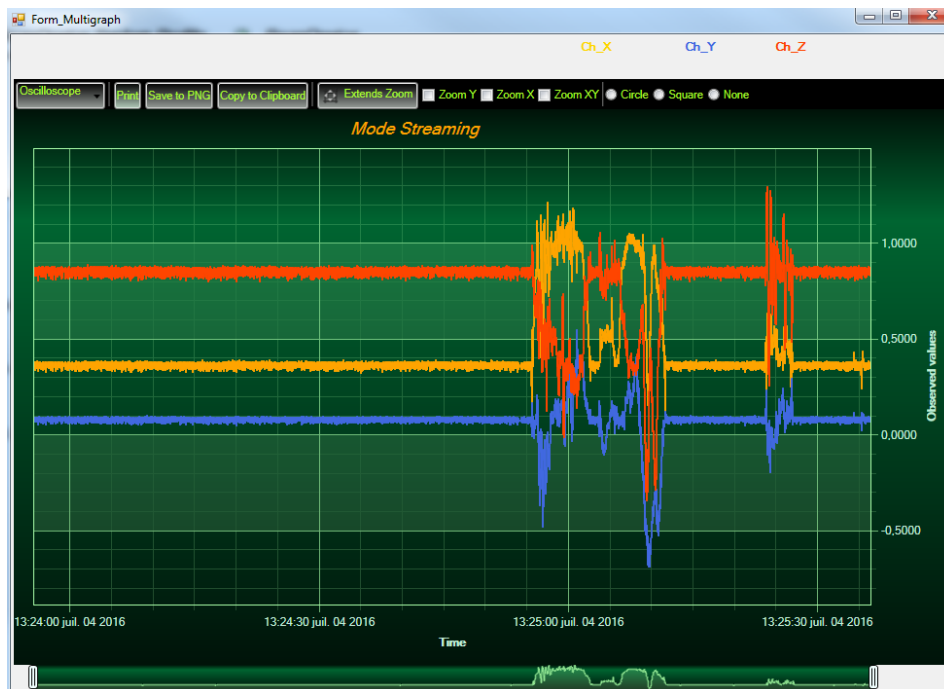 Form_Multigraph
Ch_X Ch_Y Ch_Z
Oscilloscope Print Save to PNG Copy to Clipboard Extends Zoom Zoom Y Zoom X Zoom XY Circle Square None
Mode Streaming
1,0000
0,5000
0,0000
-0,5000
Observed values
13:24:00 juil. 04 2016 13:24:30 juil. 04 2016 13:25:00 juil. 04 2016 13:25:30 juil. 04 2016
Time